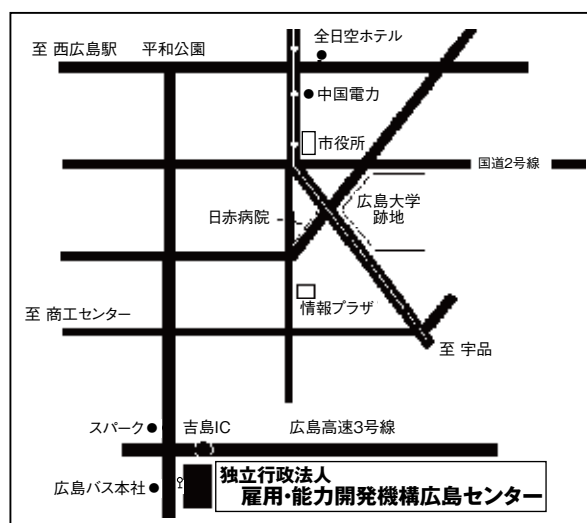 全日空ホテル
至 西広島駅
平和公園
中国電力
市役所
国道2号線
日赤病院
広島大学
跡地
情報プラザ
至 商工センター
至 宇品
スパーク
吉島IC
広島高速3号線
広島バス本社
独立行政法人
雇用・能力開発機構広島センター